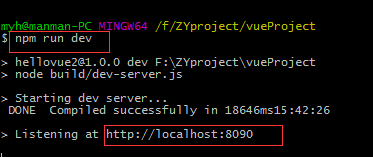 myh@manman-PC MINGW64 /f/ZYproject/vueProject
$ npm run dev
> hellovue2@1.0.0 dev F:\ZYproject\vueProject
> node build/dev-server.js
> Starting dev server...
DONE Compiled successfully in 18646ms15:42:26
> Listening at http://localhost:8090